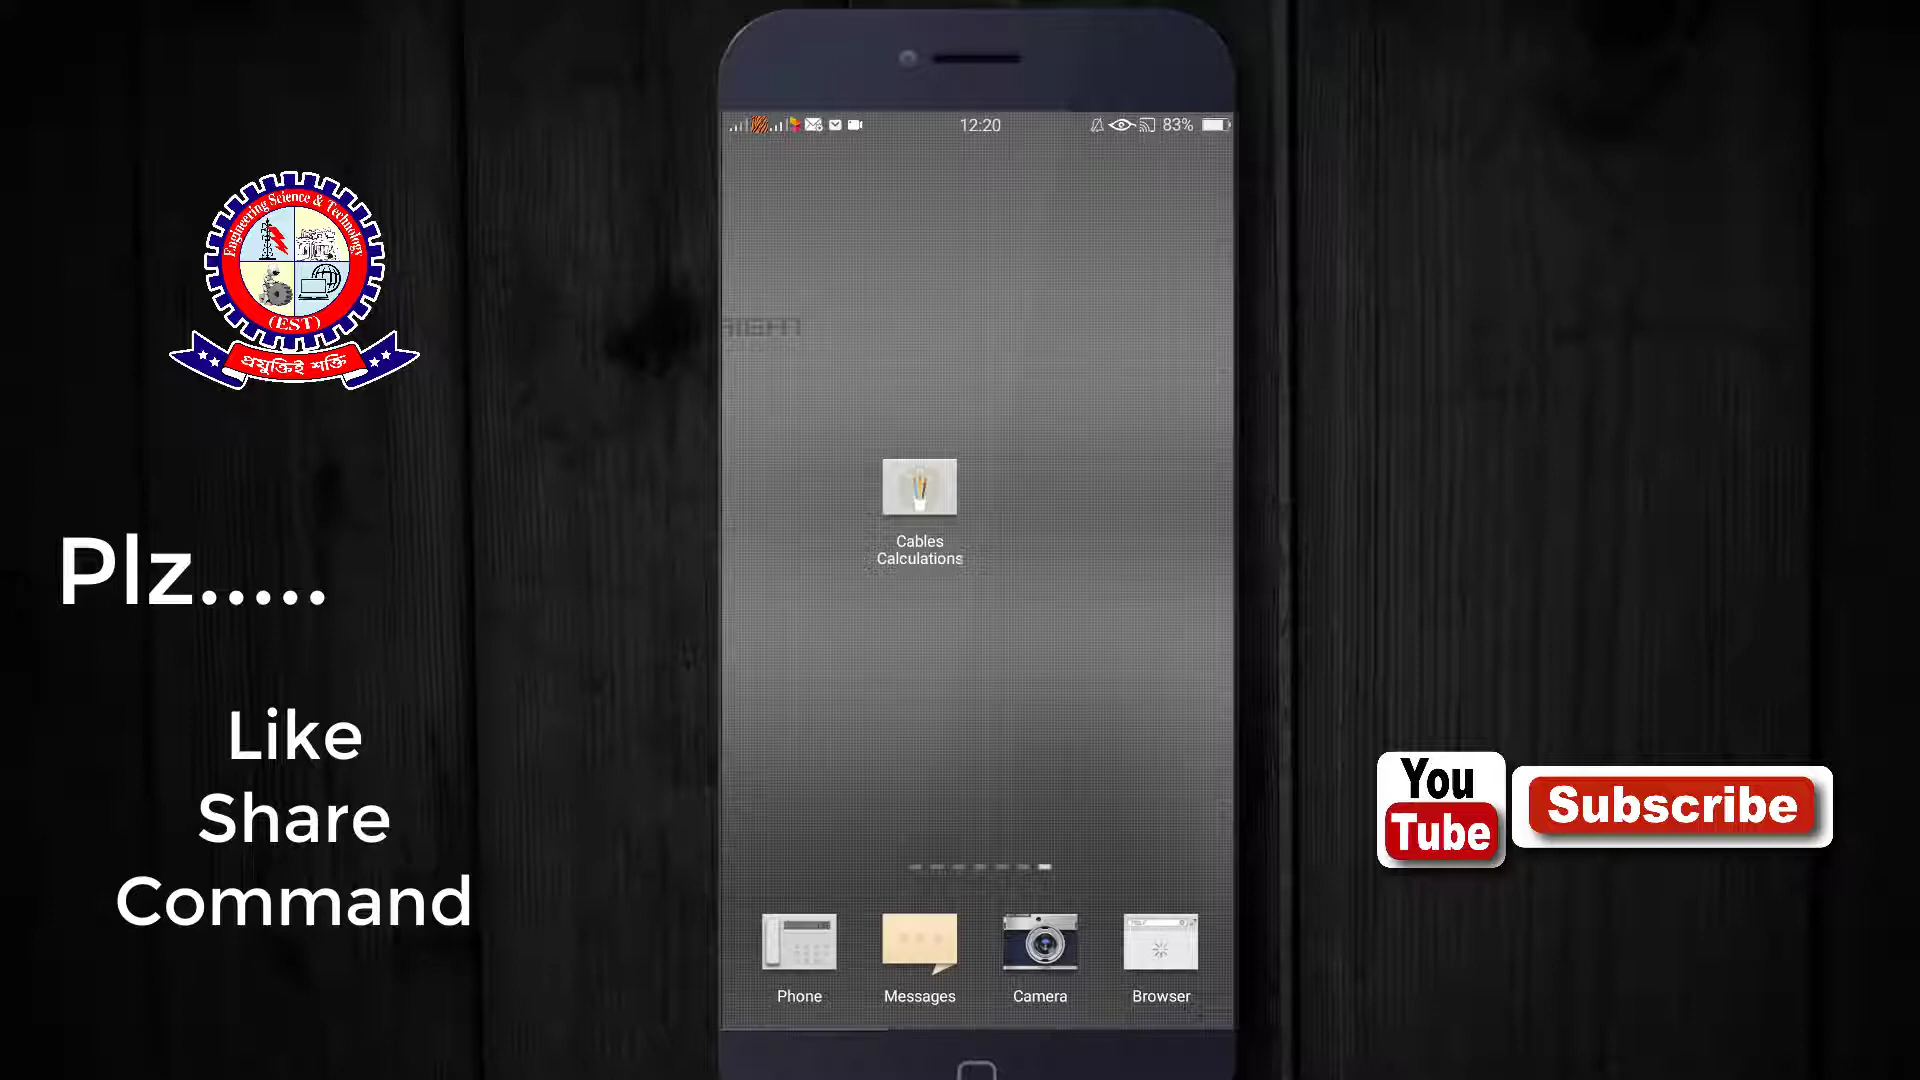 Engineering Science & Technology
(EST)
প্রযুক্তিই শক্তি
Plz.....
Like
Share
Command
12:20
83%
Cables
Calculations
Phone
Messages
Camera
Browser
You
Tube
Subscribe